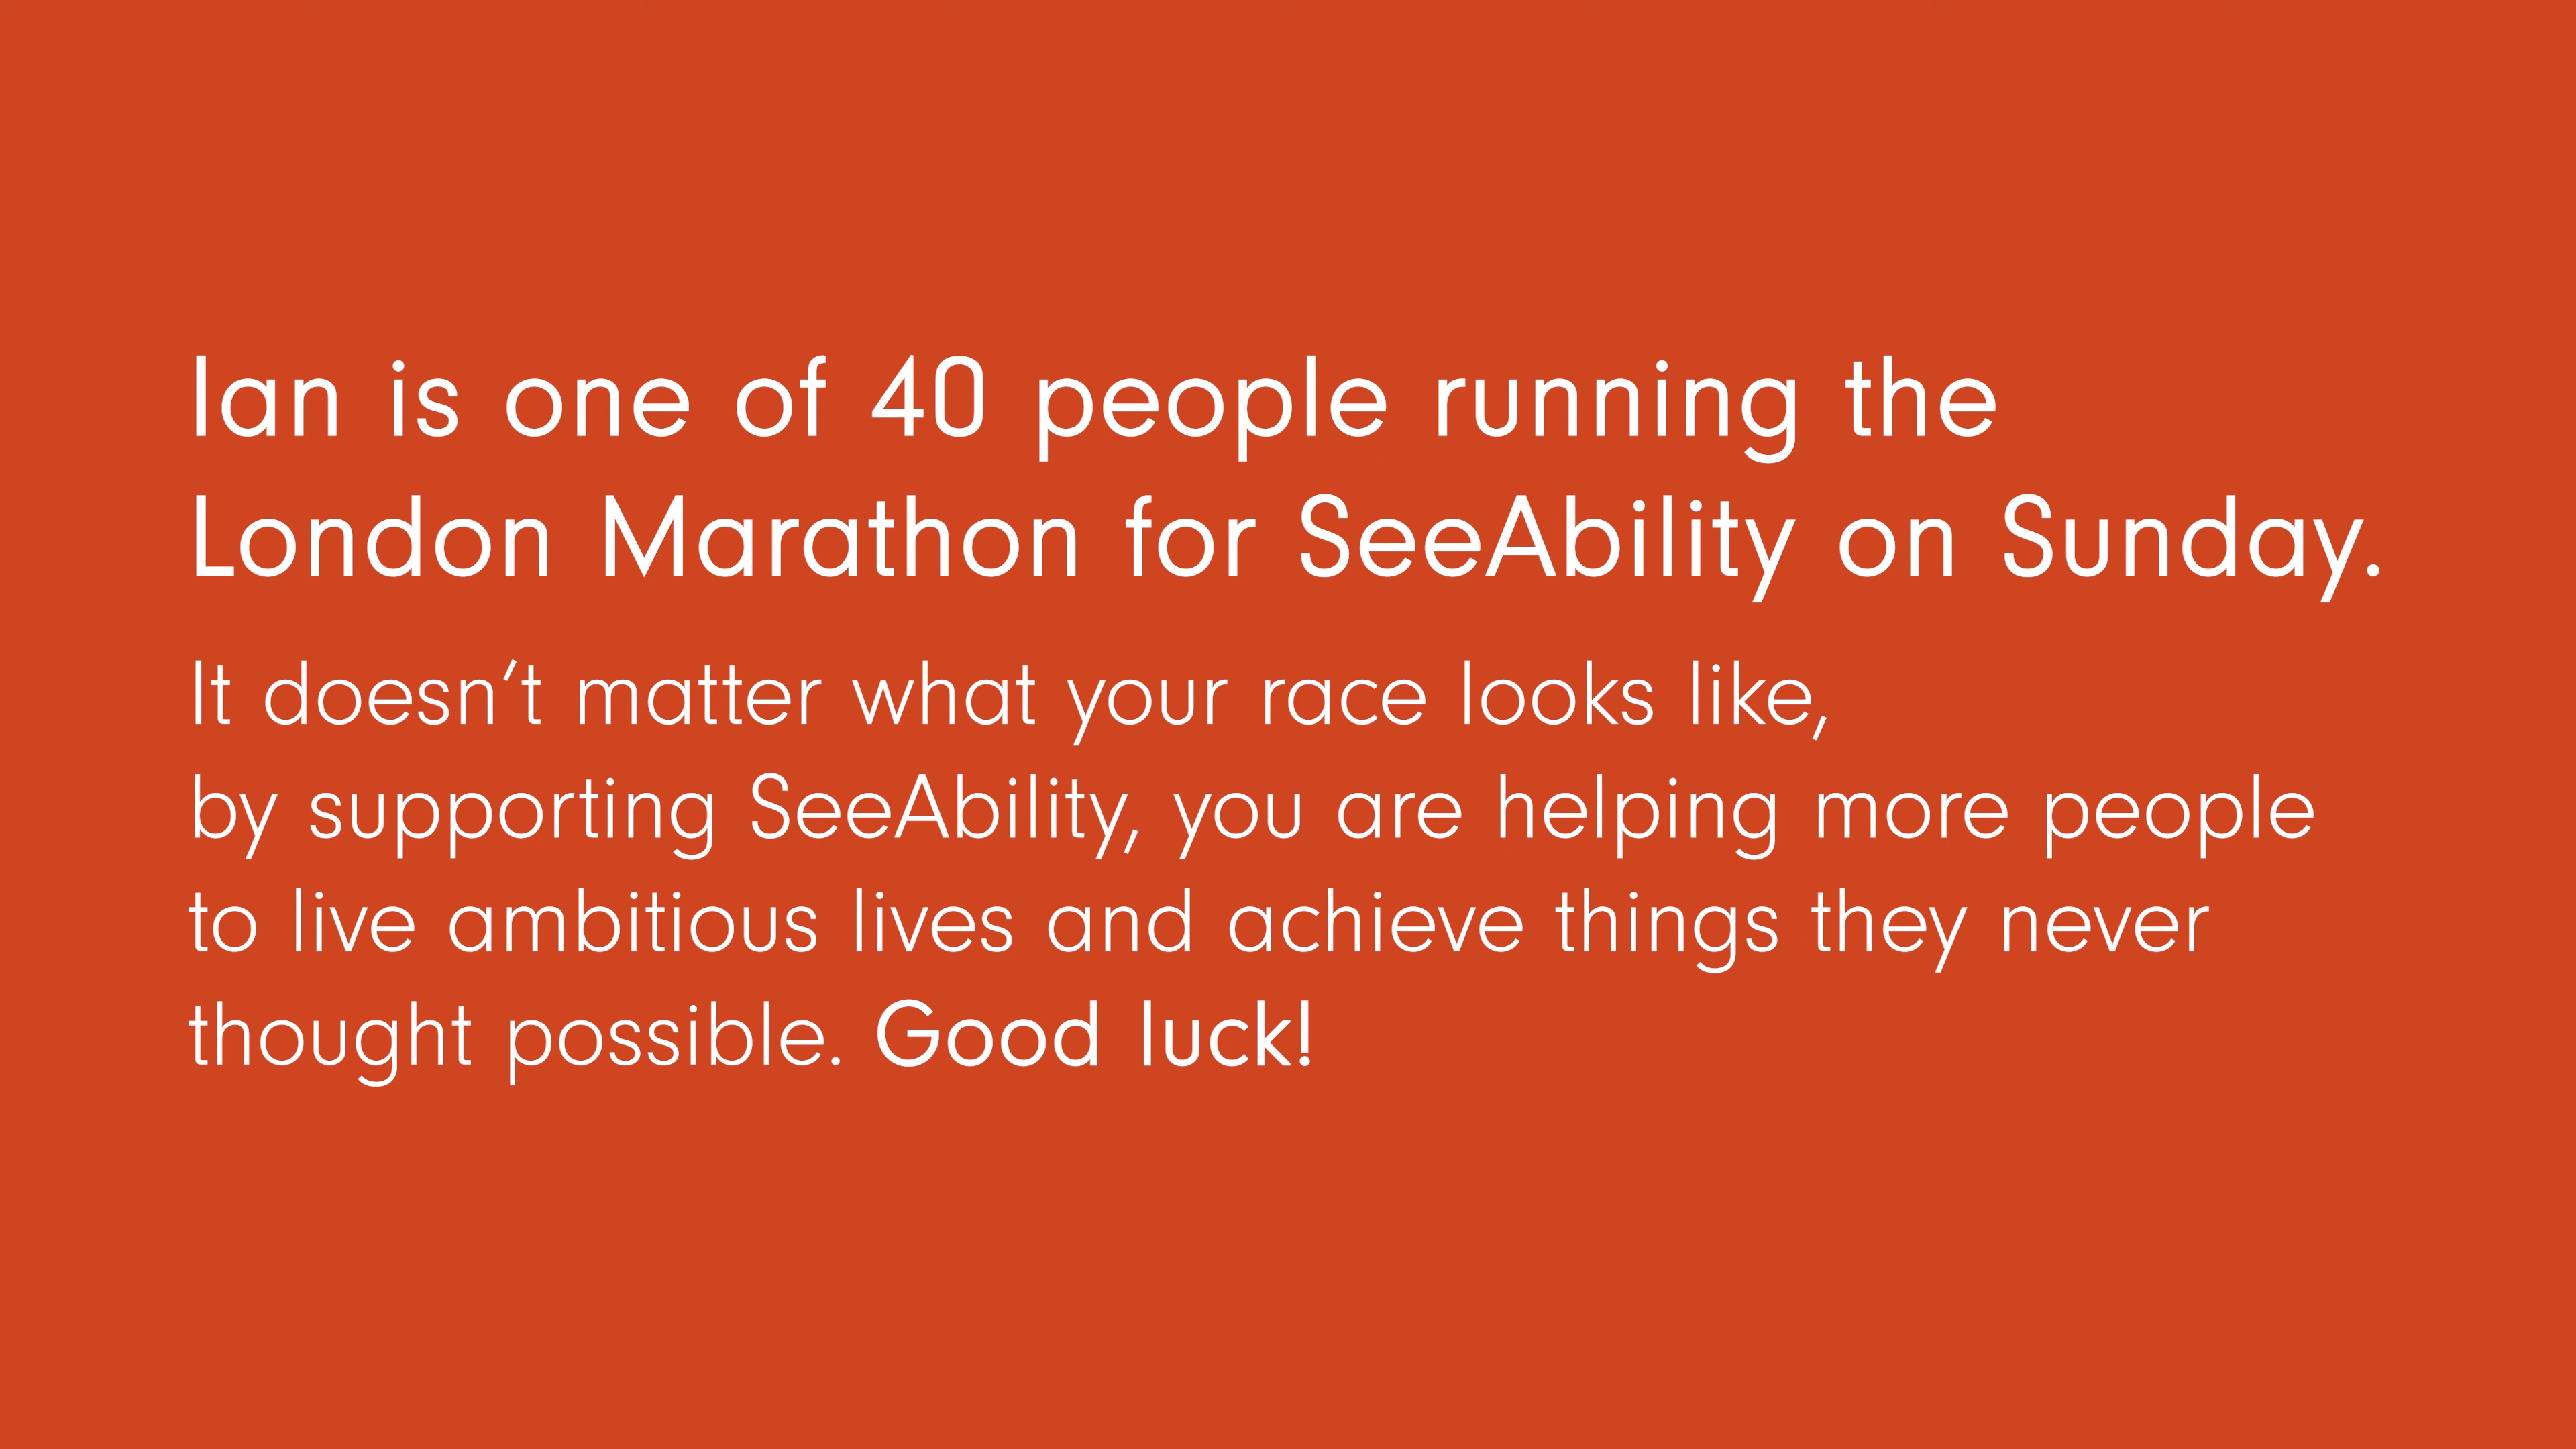 Ian is one of 40 people running the
London Marathon for SeeAbility on Sunday.
It doesn’t matter what your race looks like,
by supporting SeeAbility, you are helping more people
to live ambitious lives and achieve things they never
thought possible. Good luck!